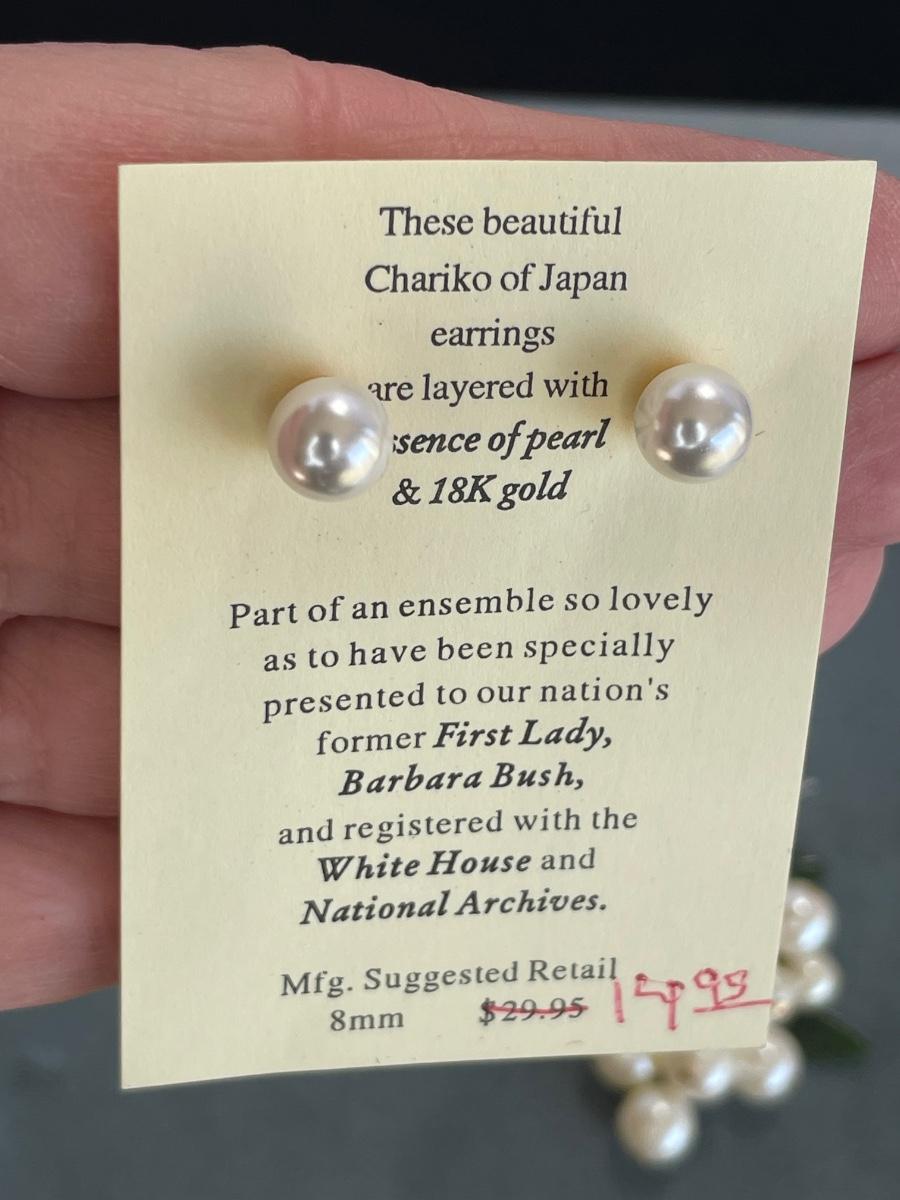 These beautiful
Chariko of Japan
earrings
are layered with
ssence of pearl
& 18K gold
Part of an ensemble so lovely
as to have been specially
presented to our nation's
former First Lady,
Barbara Bush,
and registered with the
White House and
National Archives.
Mfg. Suggested Retail
8mm $29.95